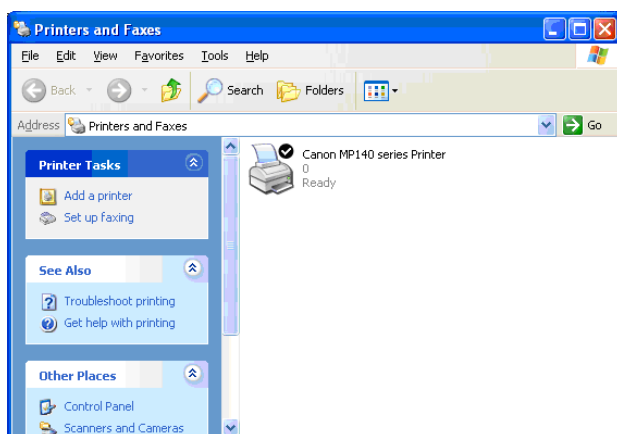 Printers and Faxes
File Edit View Favorites Tools Help
Back Search Folders
Address Printers and Faxes Go
Printer Tasks
Add a printer
Set up faxing
See Also
Troubleshoot printing
Get help with printing
Other Places
Control Panel
Scanners and Cameras
Canon MP140 series Printer
0
Ready